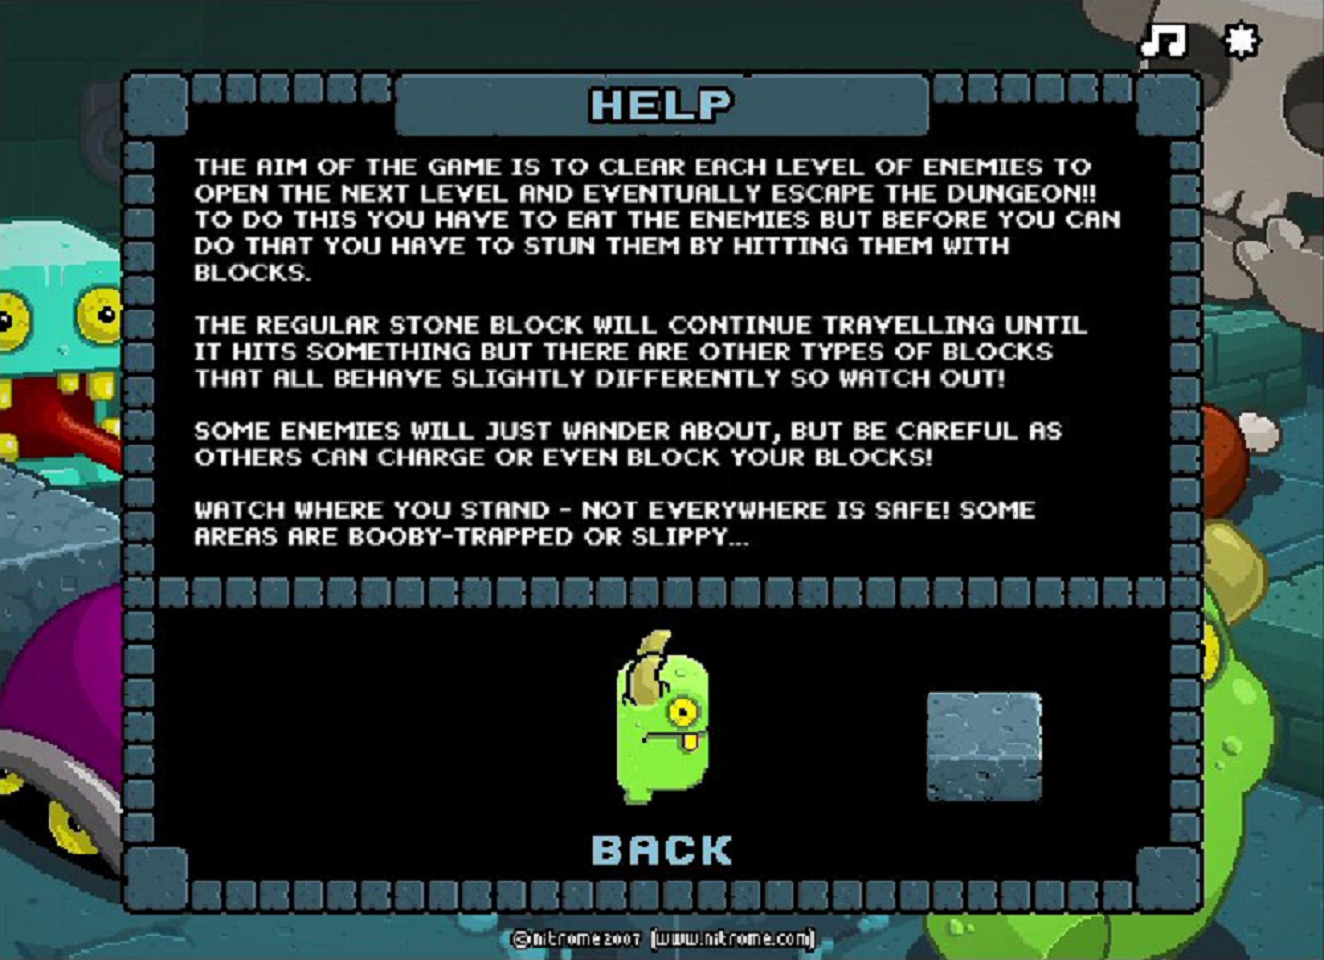 HELP
THE AIM OF THE GAME IS TO CLEAR EACH LEVEL OF ENEMIES TO
OPEN THE NEXT LEVEL AND EVENTUALLY ESCAPE THE DUNGEON!!
TO DO THIS YOU HAVE TO EAT THE ENEMIES BUT BEFORE YOU CAN
DO THAT YOU HAVE TO STUN THEM BY HITTING THEM WITH
BLOCKS.
THE REGULAR STONE BLOCK WILL CONTINUE TRAVELLING UNTIL
IT HITS SOMETHING BUT THERE ARE OTHER TYPES OF BLOCKS
THAT ALL BEHAVE SLIGHTLY DIFFERENTLY SO WATCH OUT!
SOME ENEMIES WILL JUST WANDER ABOUT, BUT BE CAREFUL AS
OTHERS CAN CHARGE OR EVEN BLOCK YOUR BLOCKS!
WATCH WHERE YOU STAND - NOT EVERYWHERE IS SAFE! SOME
AREAS ARE BOOBY-TRAPPED OR SLIPPY...
BACK
©nitrome2007 [www.nitrome.com]